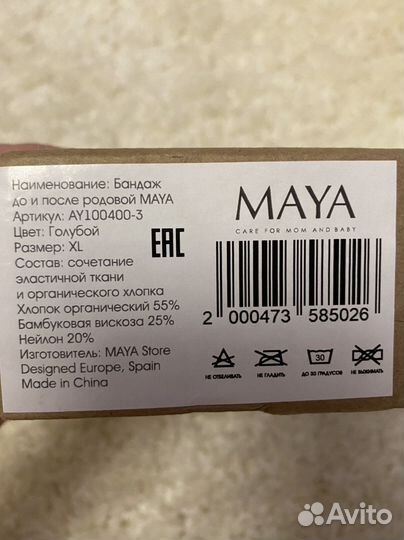 Наименование: Бандаж
до и после родовой MAYA
Артикул: AY100400-3
Цвет: Голубой
Размер: XL
Состав: сочетание
эластичной ткани
и органического хлопка
Хлопок органический 55%
Бамбуковая вискоза 25%
Нейлон 20%
Изготовитель: MAYA Store
Designed Europe, Spain
Made in China
EAC
MAYA
CARE FOR MOM AND BABY
2 000473 585026
30
НЕ ОТБЕЛИВАТЬ НЕ ГЛАДИТЬ ДО 30 ГРАДУСОВ НЕ ВЫЖИМАТЬ
Avito